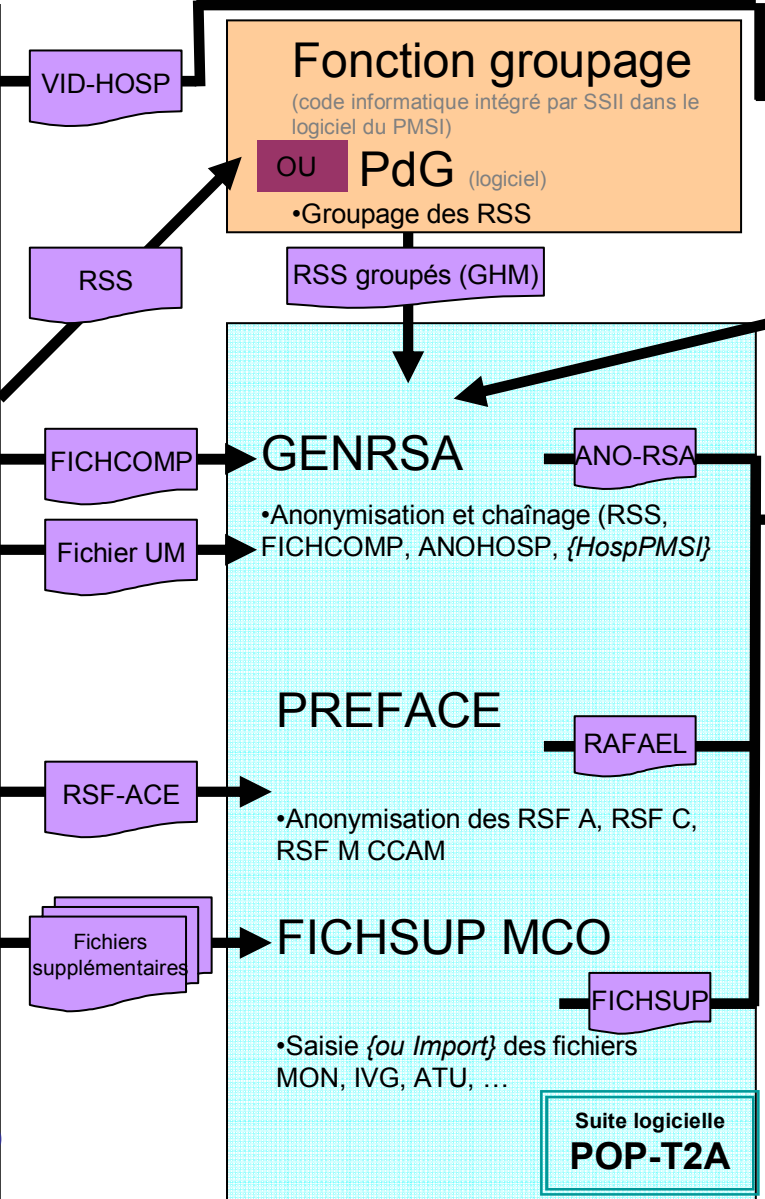 VID-HOSP
Fonction groupage
(code informatique intégré par SSII dans le
logiciel du PMSI)
OU PdG (logiciel)
•Groupage des RSS
RSS
RSS groupés (GHM)
FICHCOMP
GENRSA
ANO-RSA
•Anonymisation et chaînage (RSS,
FICHCOMP, ANOHOSP, {HospPMSI}
Fichier UM
PREFACE
RAFAEL
RSF-ACE
•Anonymisation des RSF A, RSF C,
RSF M CCAM
Fichiers
supplémentaires
FICHSUP MCO
FICHSUP
•Saisie {ou Import} des fichiers
MON, IVG, ATU, …
Suite logicielle
POP-T2A